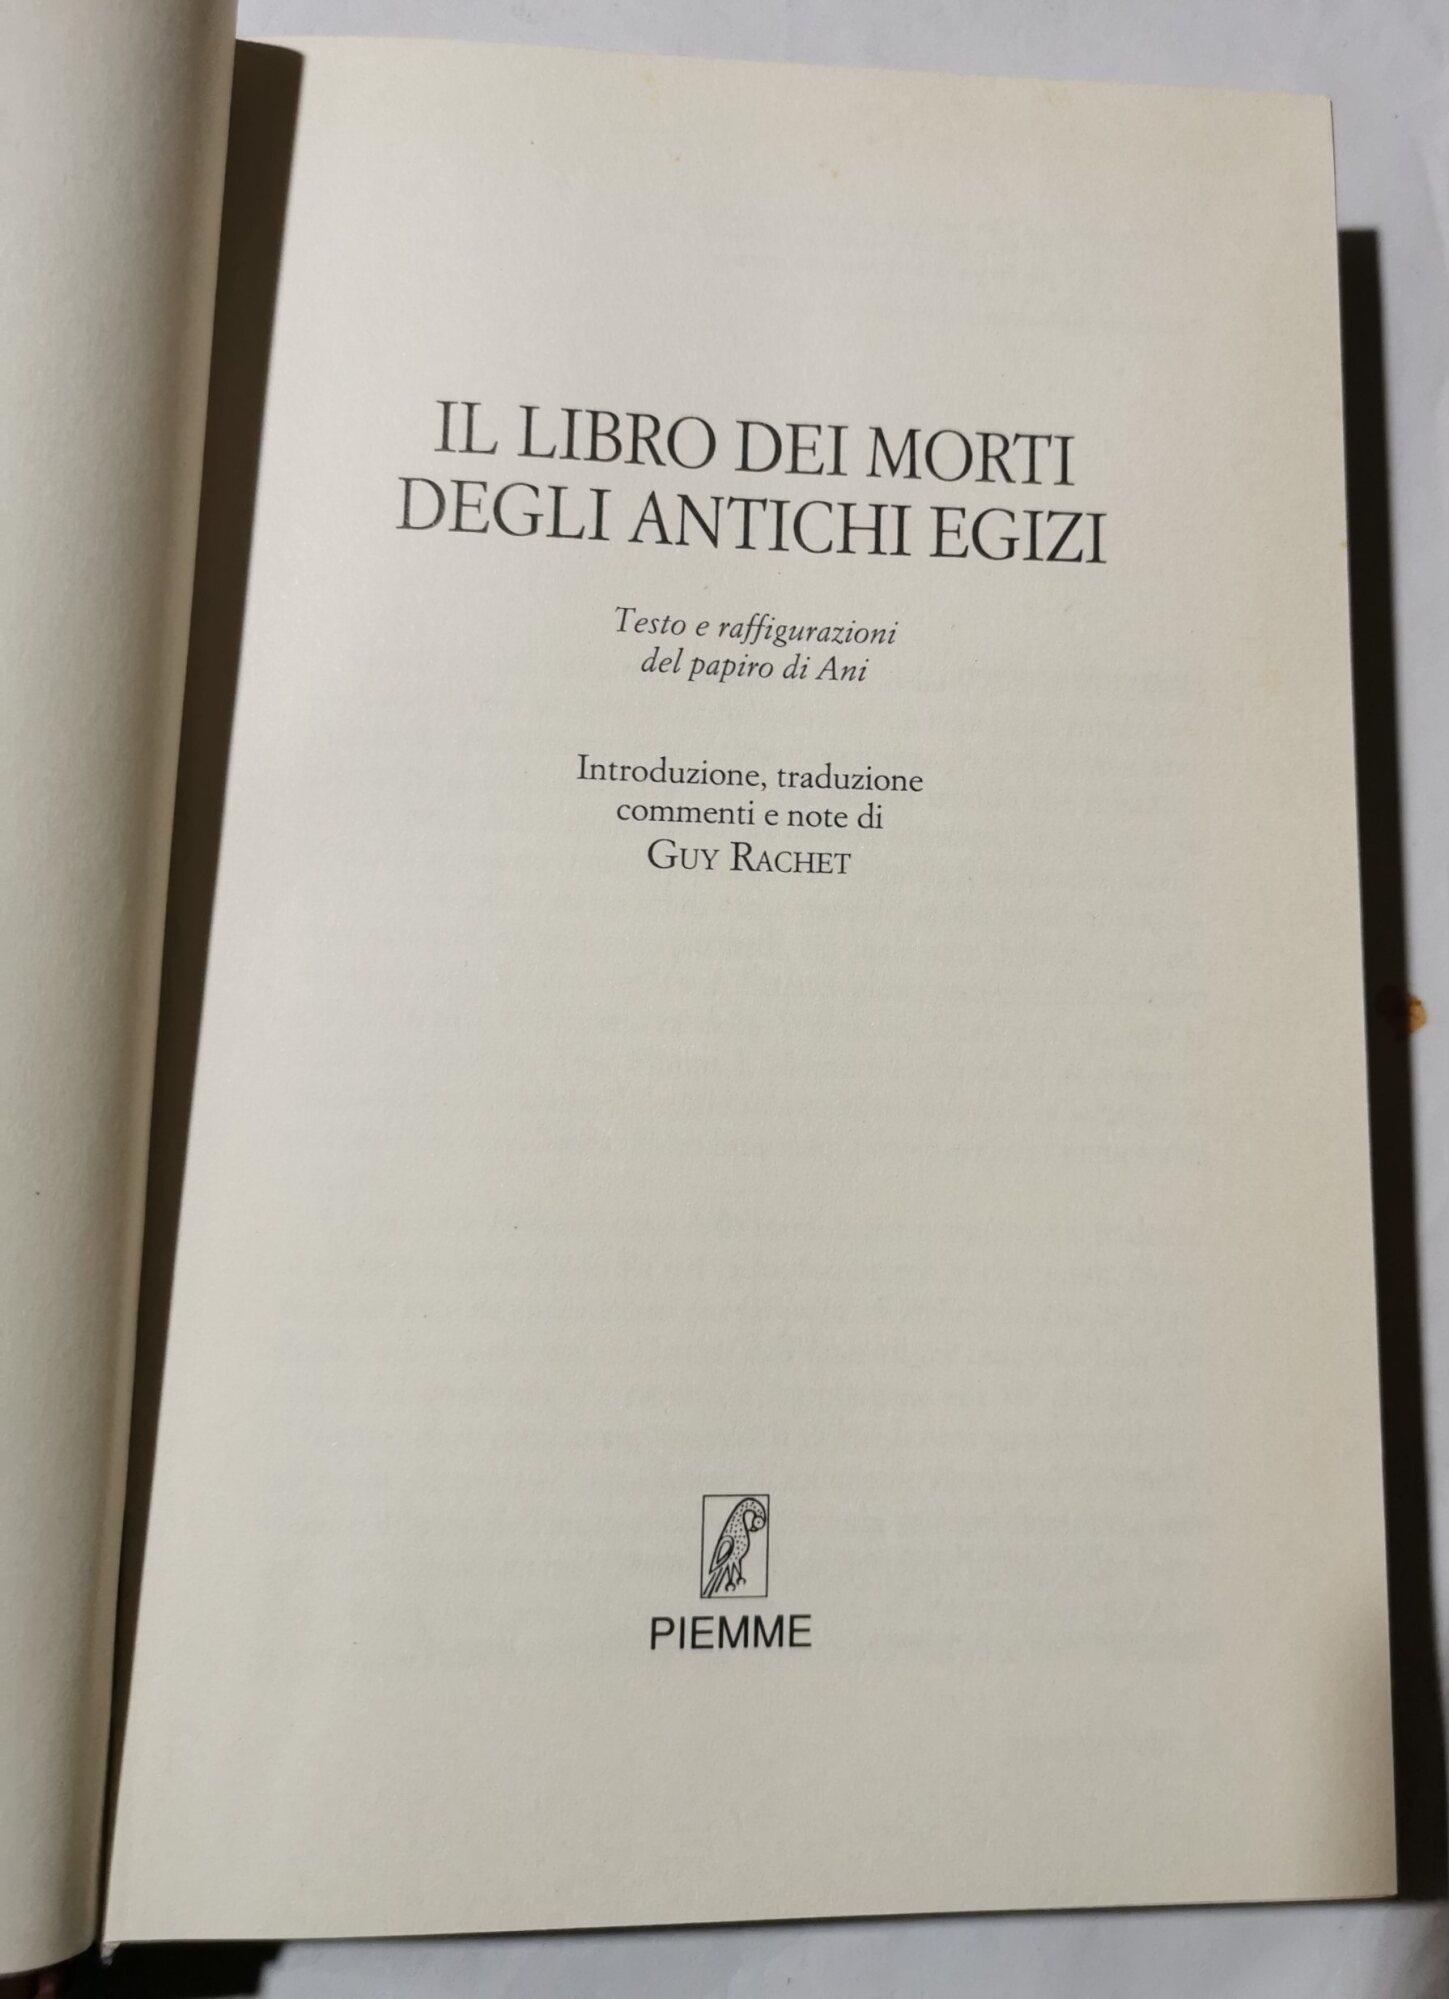 IL LIBRO DEI MORTI
DEGLI ANTICHI EGIZI
Testo e raffigurazioni
del papiro di Ani
Introduzione, traduzione
commenti e note di
GUY RACHET
PIEMME